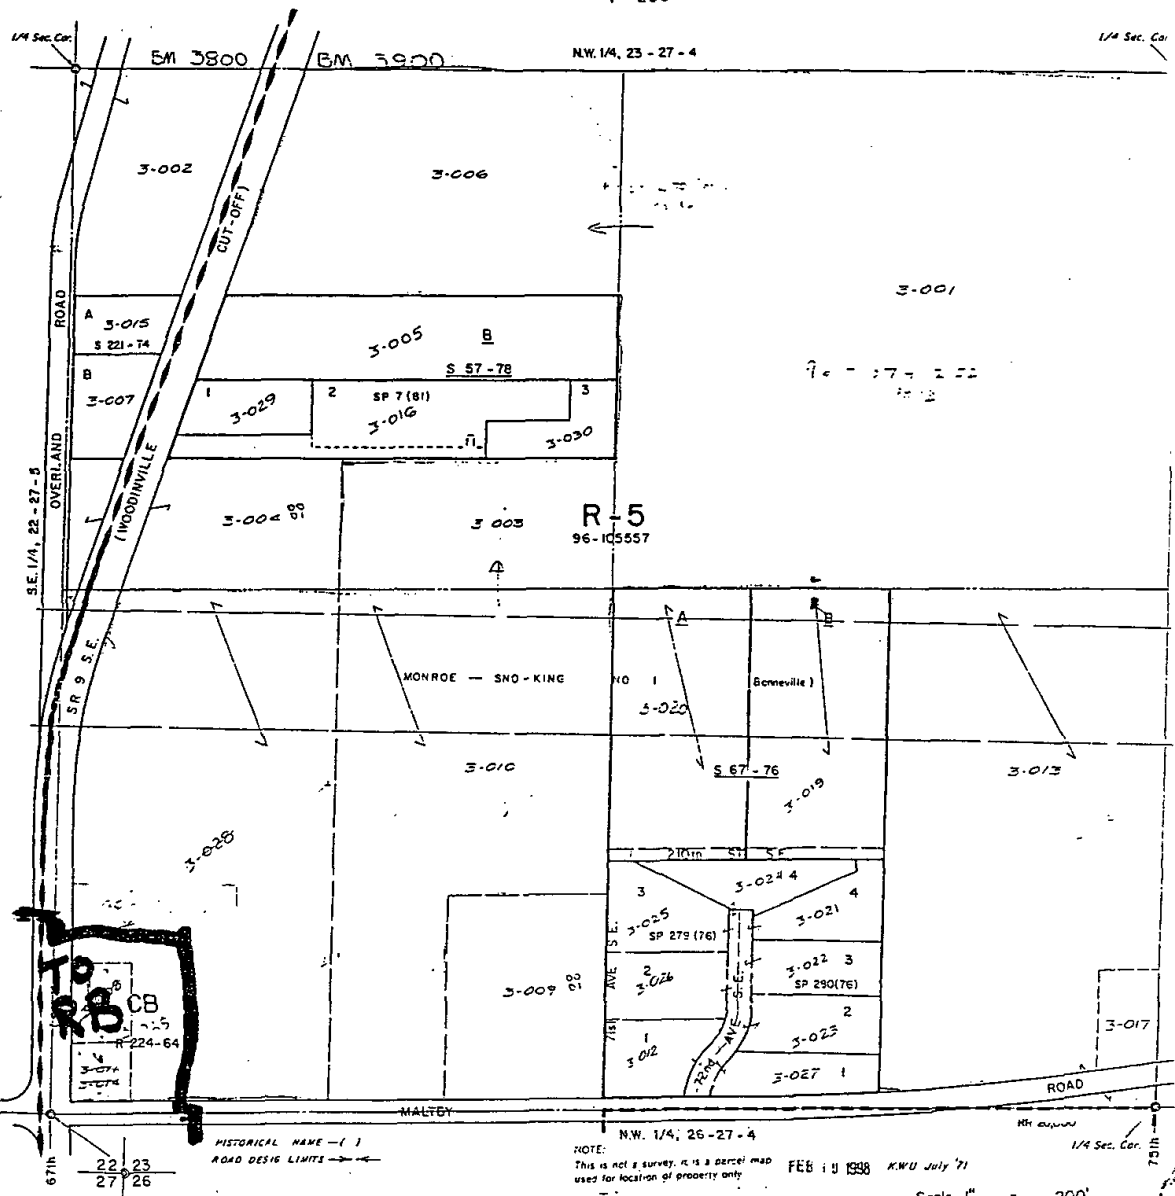 1/4 Sec. Cor.
BM 3800
BM 3900
N.W. 1/4, 23 - 27 - 4
3-002
3-006
(WOODINVILLE CUT-OFF)
3-001
OVERLAND ROAD
A
3-015
S 221-74
3-005
B
S 57 - 78
B
3-007
1
3-029
2
SP 7 (81)
3-016
3
3-030
S.E. 1/4, 22 - 27 - 5
3-004
3 003
R - 5
96-105557
SR 9 S.E.
A
B
MONROE — SNO - KING
NO 1
(Bonneville)
3-020
3-010
S 67 - 76
3-013
3-019
3-028
210th St S.E.
3
3-025
SP 279 (76)
3-024 4
4
3-021
71st AVE S.E.
2
3-026
3-022 3
SP 290(76)
TO
CB
R-224-64
3-009
1
3 012
72nd AVE S.E.
2
3-023
3-027 1
3-017
3-014
MALTBY
ROAD
HISTORICAL NAME — ( )
ROAD DESIG LIMITS
N.W. 1/4, 26 - 27 - 4
1/4 Sec. Cor.
67th
22 23
27 26
NOTE:
This is not a survey, it is a parcel map
used for location of property only
FEB 19 1998
K.W.U July '71
75th
Scale 1" = 200'